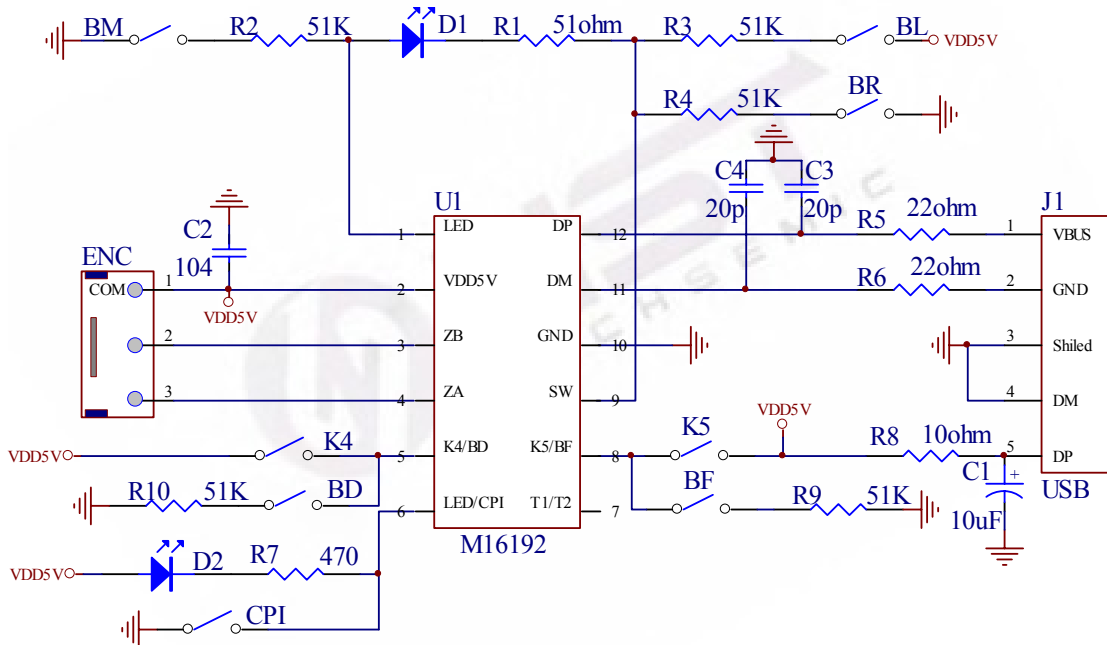 BM R2 51K D1 R1 51ohm R3 51K BL VDD5V
R4 51K BR
C4 20p C3 20p
U1
J1
C2 104
ENC
COM
1
2
3
VDD5V
1 LED DP 12 R5 22ohm 1 VBUS
2 VDD5V DM 11 R6 22ohm 2 GND
3 ZB GND 10 3 Shiled
4 ZA SW 9 4 DM
VDD5V K4 5 K4/BD K5/BF 8 K5 VDD5V R8 10ohm 5 DP
R10 51K BD 6 LED/CPI T1/T2 7 BF R9 51K C1 + 10uF USB
M16192
VDD5V D2 R7 470
CPI